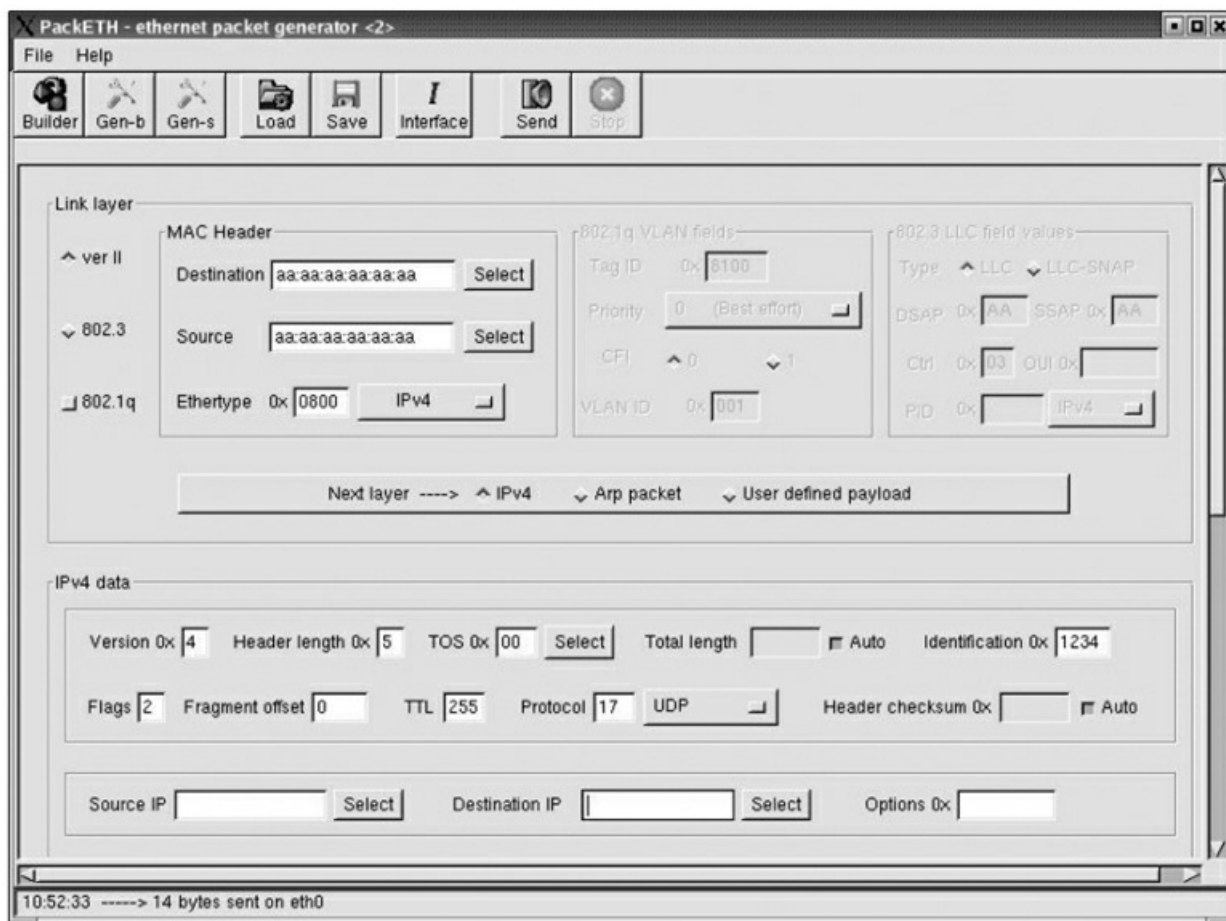 PackETH - ethernet packet generator <2>
File Help
Builder Gen-b Gen-s Load Save Interface Send Stop
Link layer
MAC Header 802.1q VLAN fields 802.3 LLC field values
ver II Destination aa:aa:aa:aa:aa:aa Select Tag ID 0x 8100 Type LLC LLC-SNAP
Priority 0 (Best effort) DSAP 0x AA SSAP 0x AA
802.3 Source aa:aa:aa:aa:aa:aa Select
CFI 0 1 Ctrl 0x 03 OUI 0x
802.1q Ethertype 0x 0800 IPv4 VLAN ID 0x 001 PID 0x IPv4
Next layer ----> IPv4 Arp packet User defined payload
IPv4 data
Version 0x 4 Header length 0x 5 TOS 0x 00 Select Total length Auto Identification 0x 1234
Flags 2 Fragment offset 0 TTL 255 Protocol 17 UDP Header checksum 0x Auto
Source IP Select Destination IP Select Options 0x
10:52:33 -----> 14 bytes sent on eth0